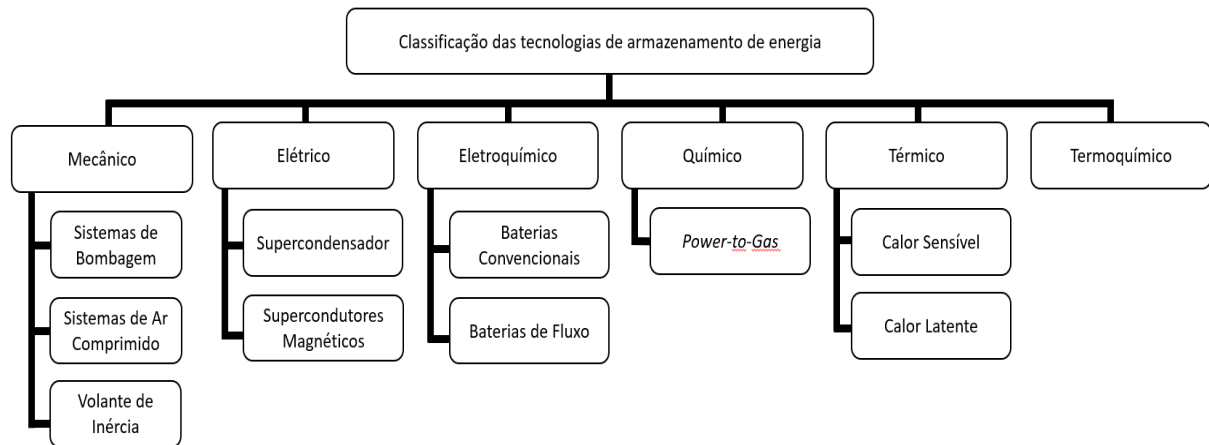 Classificação das tecnologias de armazenamento de energia
Mecânico
Elétrico
Eletroquímico
Químico
Térmico
Termoquímico
Sistemas de
Bombagem
Sistemas de Ar
Comprimido
Volante de
Inércia
Supercondensador
Supercondutores
Magnéticos
Baterias
Convencionais
Baterias de Fluxo
Power-to-Gas
Calor Sensível
Calor Latente